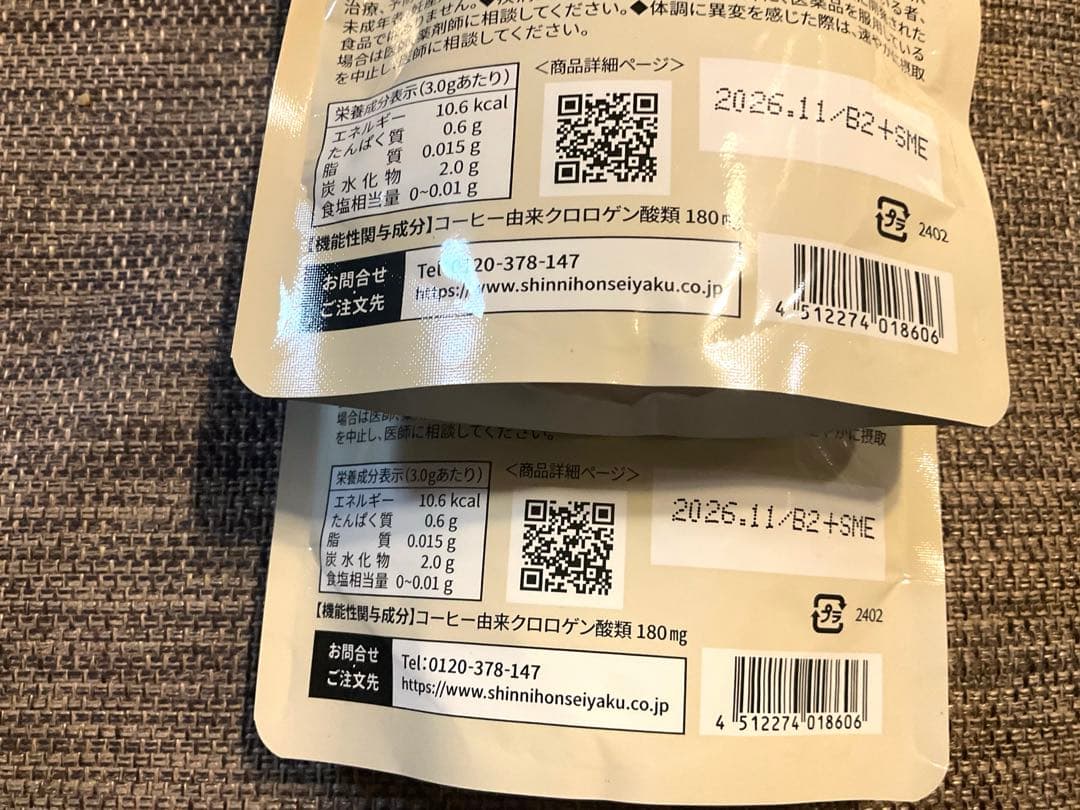 未成年者、
食品ではありません。◆疾病
場合は医師、薬剤師に相談してください。◆体調に異変を感じた際は、速やかに摂取
を中止し、医師に相談してください。
栄養成分表示(3.0gあたり)
エネルギー 10.6 kcal
たんぱく質 0.6 g
脂質 0.015 g
炭水化物 2.0 g
食塩相当量 0~0.01 g
<商品詳細ページ>
2026.11/B2+SME
【機能性関与成分】コーヒー由来クロロゲン酸類 180mg
プラ 2402
お問合せ
・
ご注文先
Tel:0120-378-147
https://www.shinnihonseiyaku.co.jp
4 512274 018606
場合は医師、
やかに摂取
を中止し、医師に相談してください。
栄養成分表示(3.0gあたり)
エネルギー 10.6 kcal
たんぱく質 0.6 g
脂質 0.015 g
炭水化物 2.0 g
食塩相当量 0~0.01 g
<商品詳細ページ>
2026.11/B2+SME
【機能性関与成分】コーヒー由来クロロゲン酸類 180mg
プラ 2402
お問合せ
・
ご注文先
Tel:0120-378-147
https://www.shinnihonseiyaku.co.jp
4 512274 018606